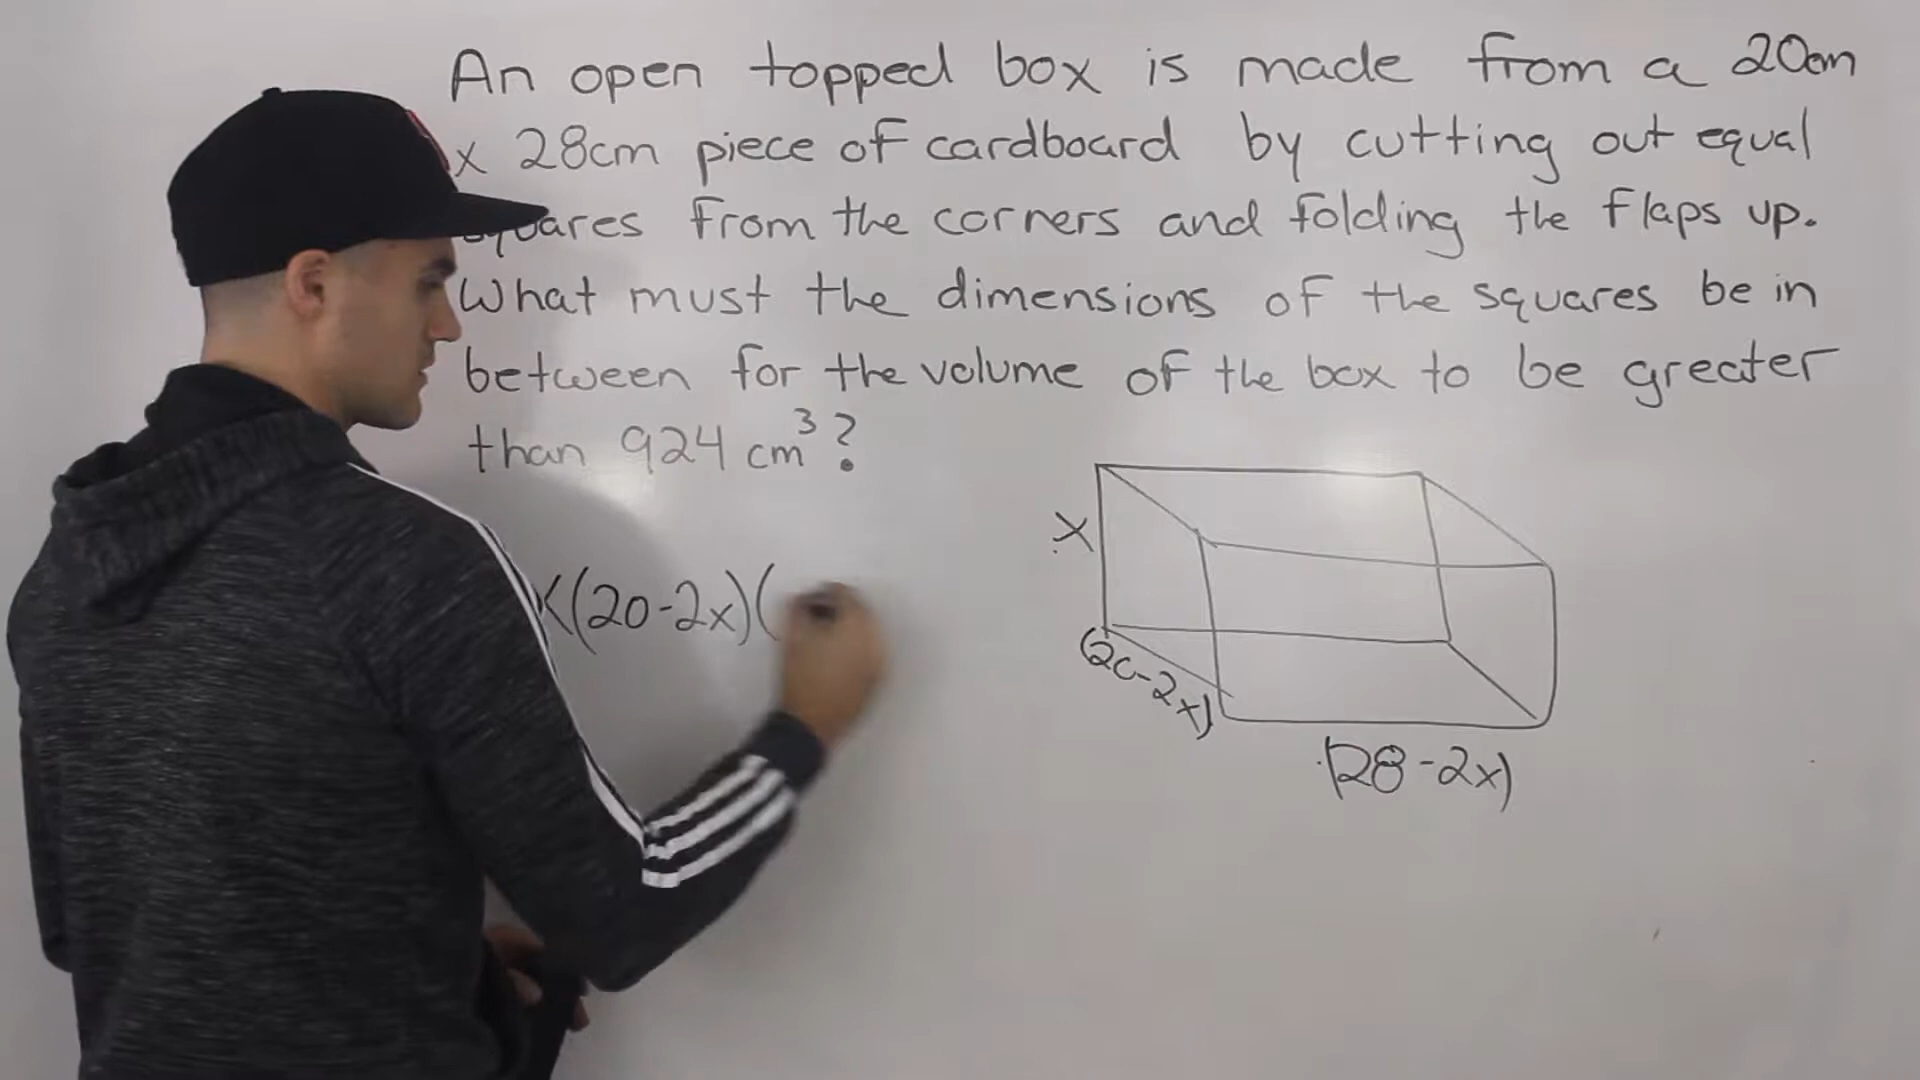 An open topped box is made from a 20cm
x 28cm piece of cardboard by cutting out equal
squares from the corners and folding the flaps up.
What must the dimensions of the squares be in
between for the volume of the box to be greater
than 924 cm³?
x
x(20-2x)(
(20-2x)
(28-2x)